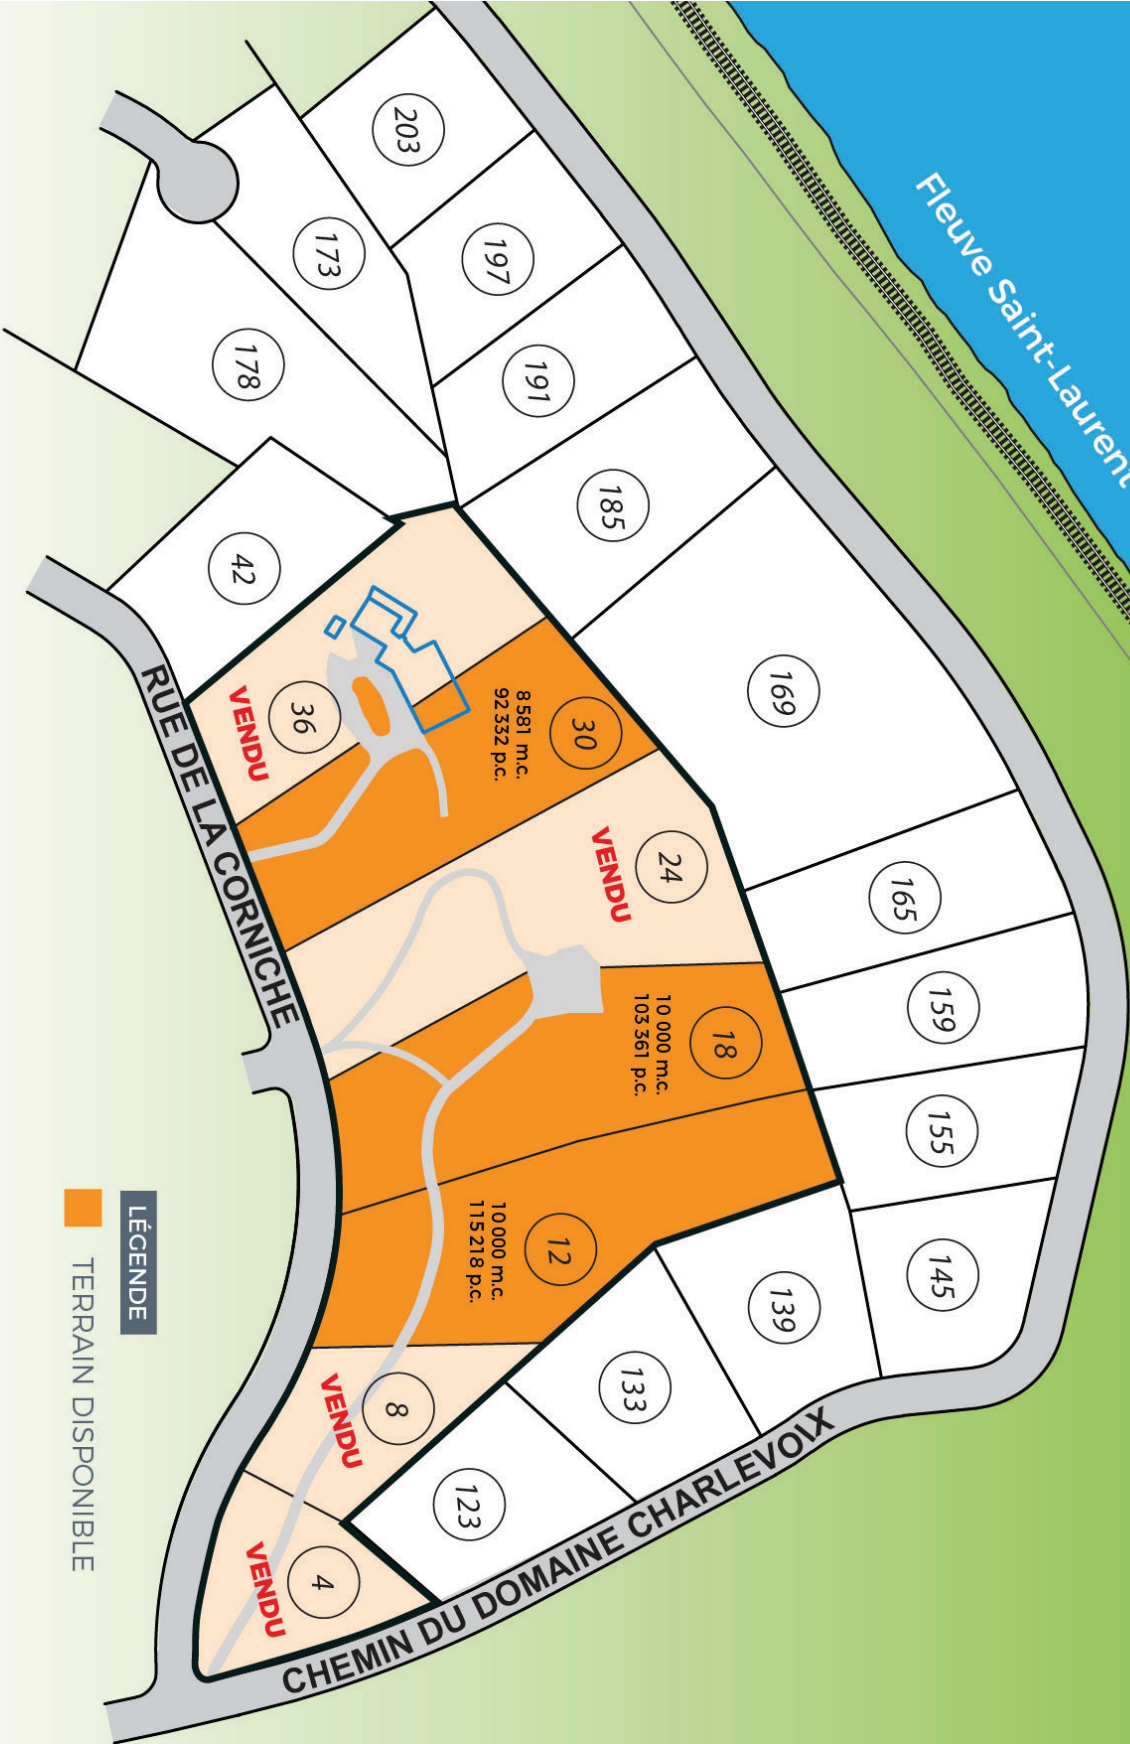 Fleuve Saint-Laurent
203
197
191
185
173
178
42
169
165
159
155
145
139
133
123
36
VENDU
30
8 581 m.c.
92 332 p.c.
24
VENDU
18
10 000 m.c.
103 361 p.c.
12
10 000 m.c.
115 218 p.c.
8
VENDU
4
VENDU
RUE DE LA CORNICHE
CHEMIN DU DOMAINE CHARLEVOIX
LÉGENDE
TERRAIN DISPONIBLE